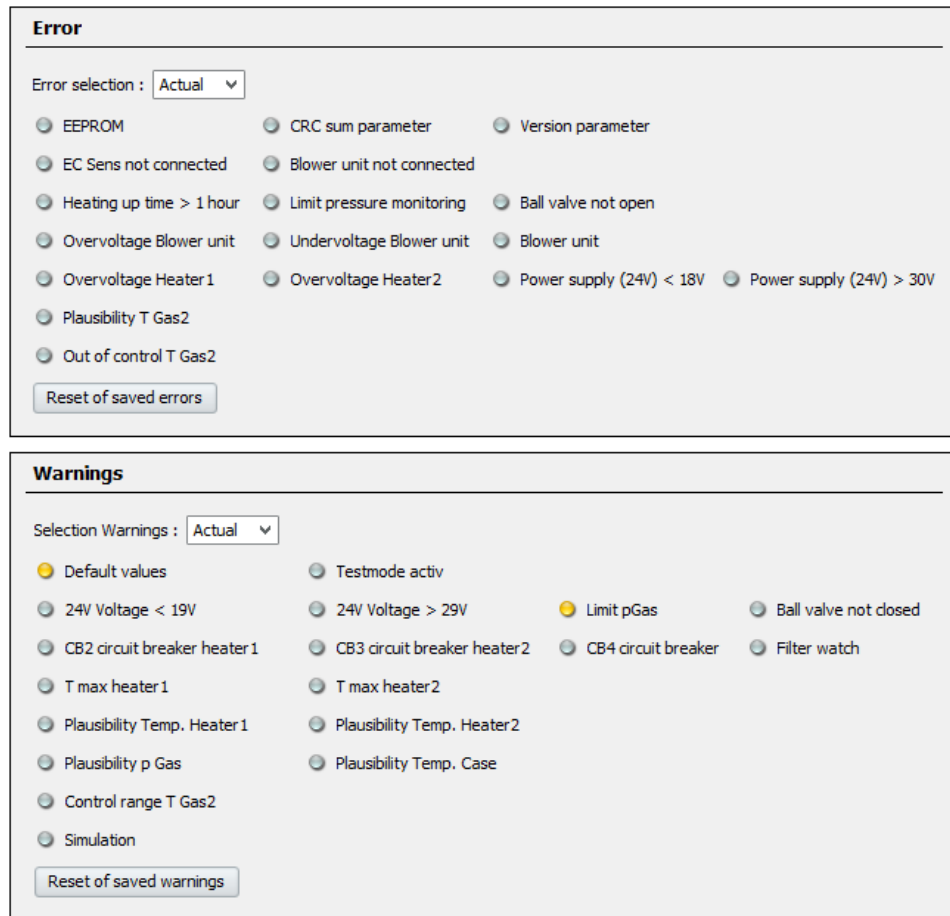 Error
Error selection : Actual
EEPROM CRC sum parameter Version parameter
EC Sens not connected Blower unit not connected
Heating up time > 1 hour Limit pressure monitoring Ball valve not open
Overvoltage Blower unit Undervoltage Blower unit Blower unit
Overvoltage Heater1 Overvoltage Heater2 Power supply (24V) < 18V Power supply (24V) > 30V
Plausibility T Gas2
Out of control T Gas2
Reset of saved errors
Warnings
Selection Warnings : Actual
Default values Testmode activ
24V Voltage < 19V 24V Voltage > 29V Limit pGas Ball valve not closed
CB2 circuit breaker heater1 CB3 circuit breaker heater2 CB4 circuit breaker Filter watch
T max heater1 T max heater2
Plausibility Temp. Heater1 Plausibility Temp. Heater2
Plausibility p Gas Plausibility Temp. Case
Control range T Gas2
Simulation
Reset of saved warnings